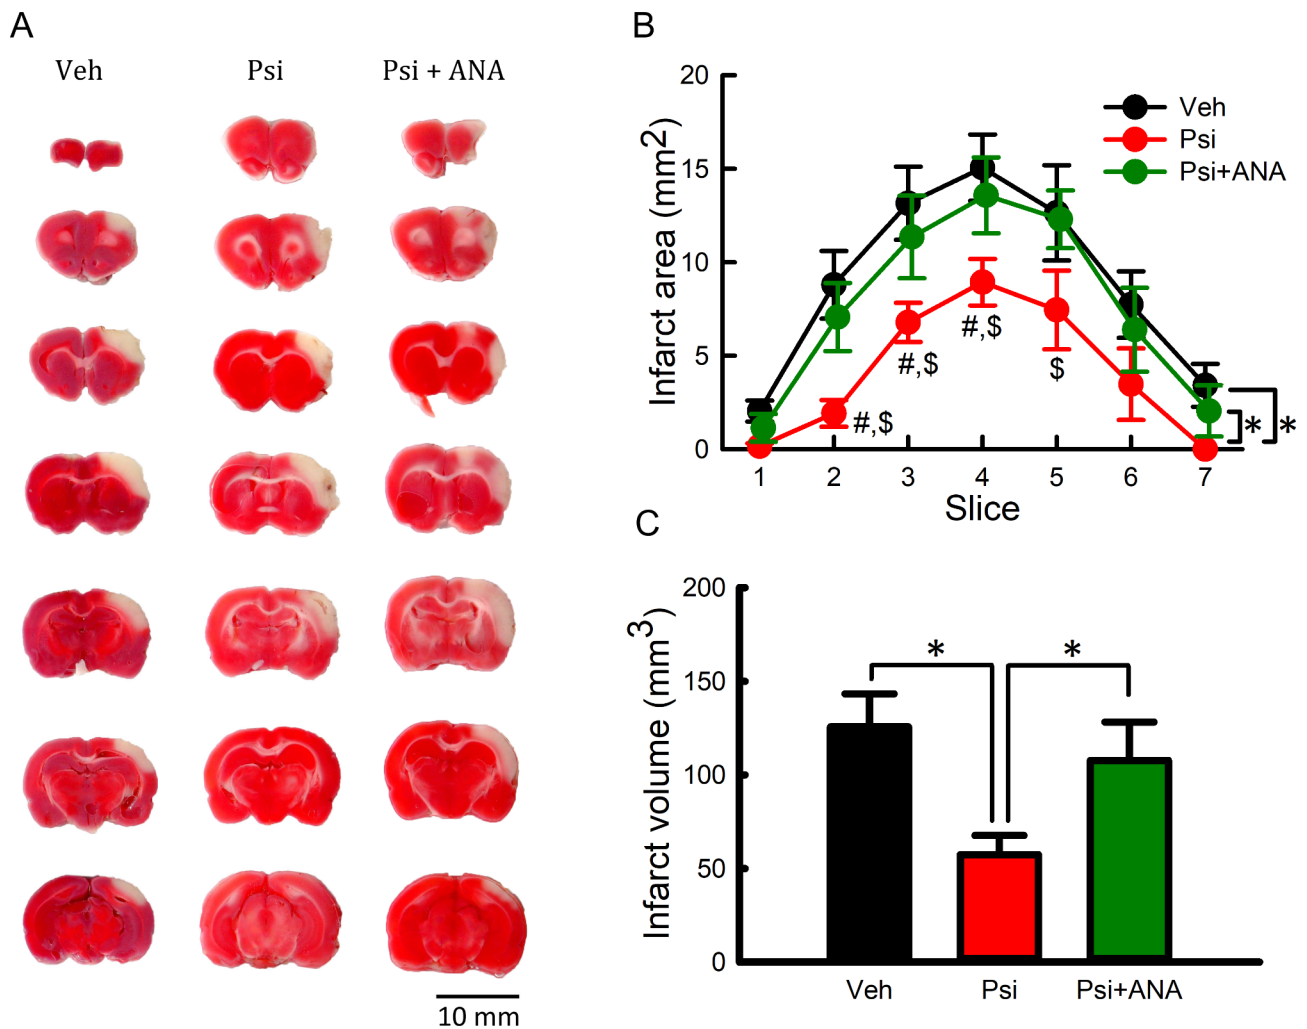 A
Veh Psi Psi + ANA
10 mm
B
Infarct area (mm2)
20
15
10
5
0
Veh
Psi
Psi+ANA
#,$
#,$
#,$
$
* *
1 2 3 4 5 6 7
Slice
C
Infarct volume (mm3)
200
150
100
50
0
* *
Veh Psi Psi+ANA